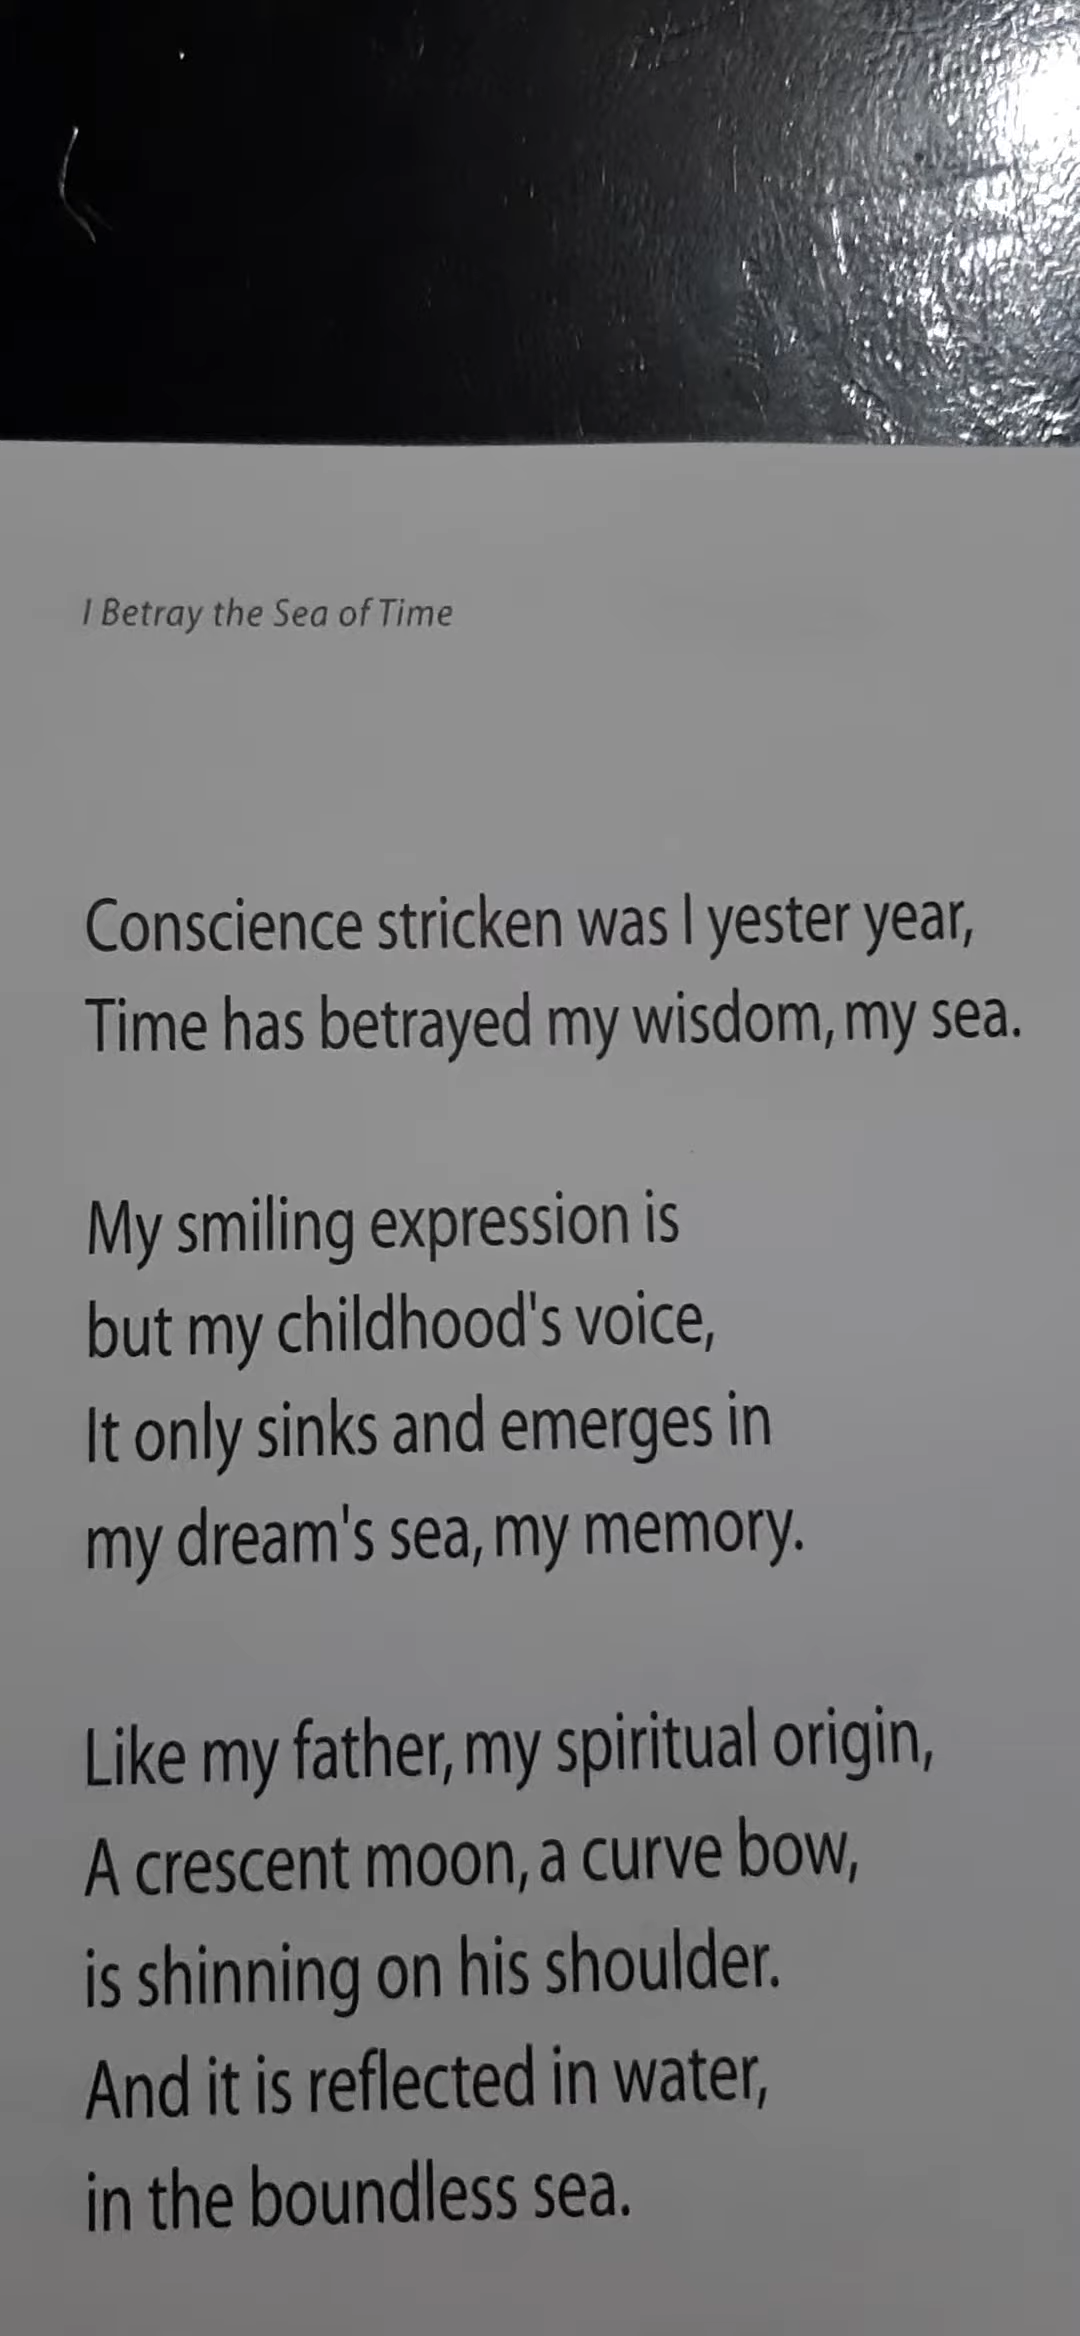 I Betray the Sea of Time
Conscience stricken was I yester year,
Time has betrayed my wisdom, my sea.
My smiling expression is
but my childhood's voice,
It only sinks and emerges in
my dream's sea, my memory.
Like my father, my spiritual origin,
A crescent moon, a curve bow,
is shinning on his shoulder.
And it is reflected in water,
in the boundless sea.